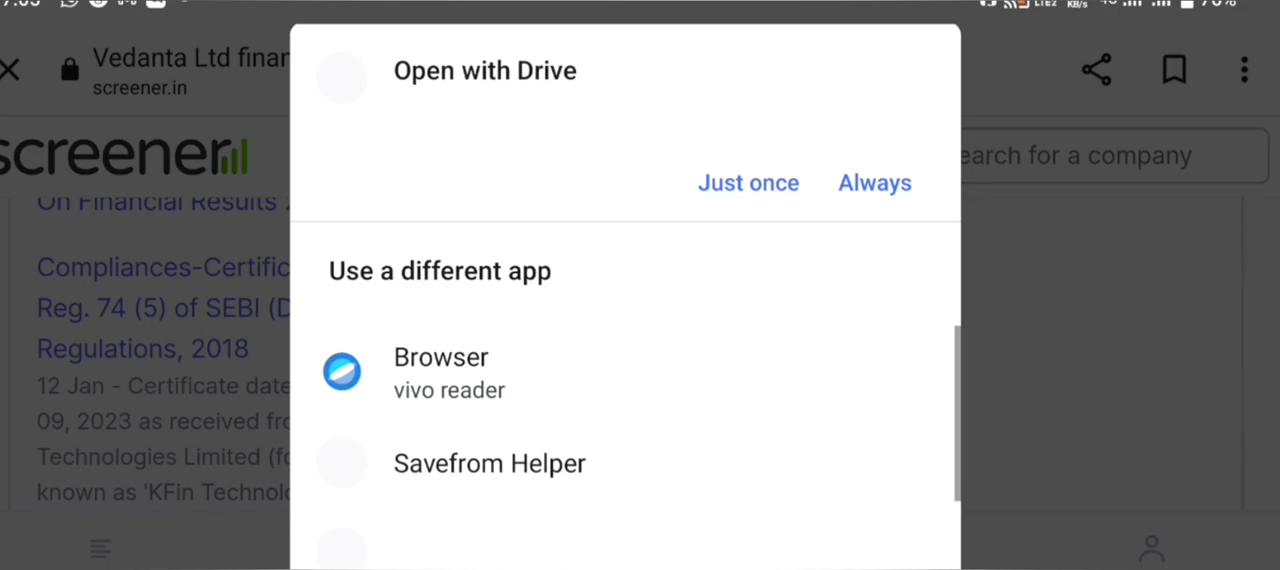 Vedanta Ltd finan
screener.in
screener
earch for a company
On Financial Results
Compliances-Certific
Reg. 74 (5) of SEBI (D
Regulations, 2018
12 Jan - Certificate date
09, 2023 as received fro
Technologies Limited (fo
known as 'KFin Technolo
Open with Drive
Just once
Always
Use a different app
Browser
vivo reader
Savefrom Helper